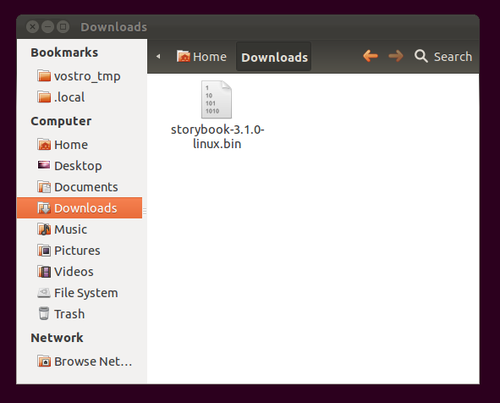 Downloads
Bookmarks
vostro_tmp
.local
Computer
Home
Desktop
Documents
Downloads
Music
Pictures
Videos
File System
Trash
Network
Browse Net...
Home
Downloads
Search
1
10
101
1010
storybook-3.1.0-
linux.bin